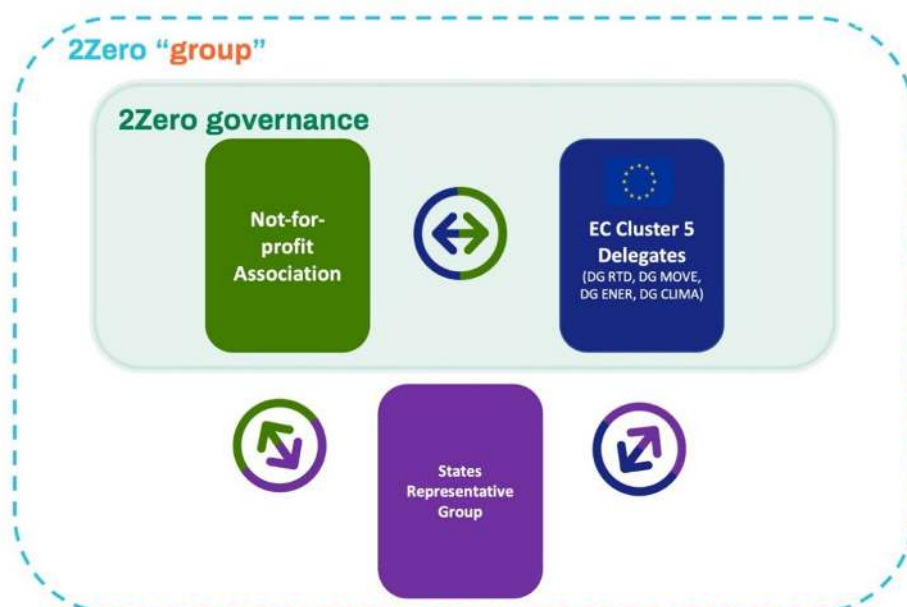 2Zero “group”
2Zero governance
Not-for-
profit
Association
EC Cluster 5
Delegates
(DG RTD, DG MOVE,
DG ENER, DG CLIMA)
States
Representative
Group